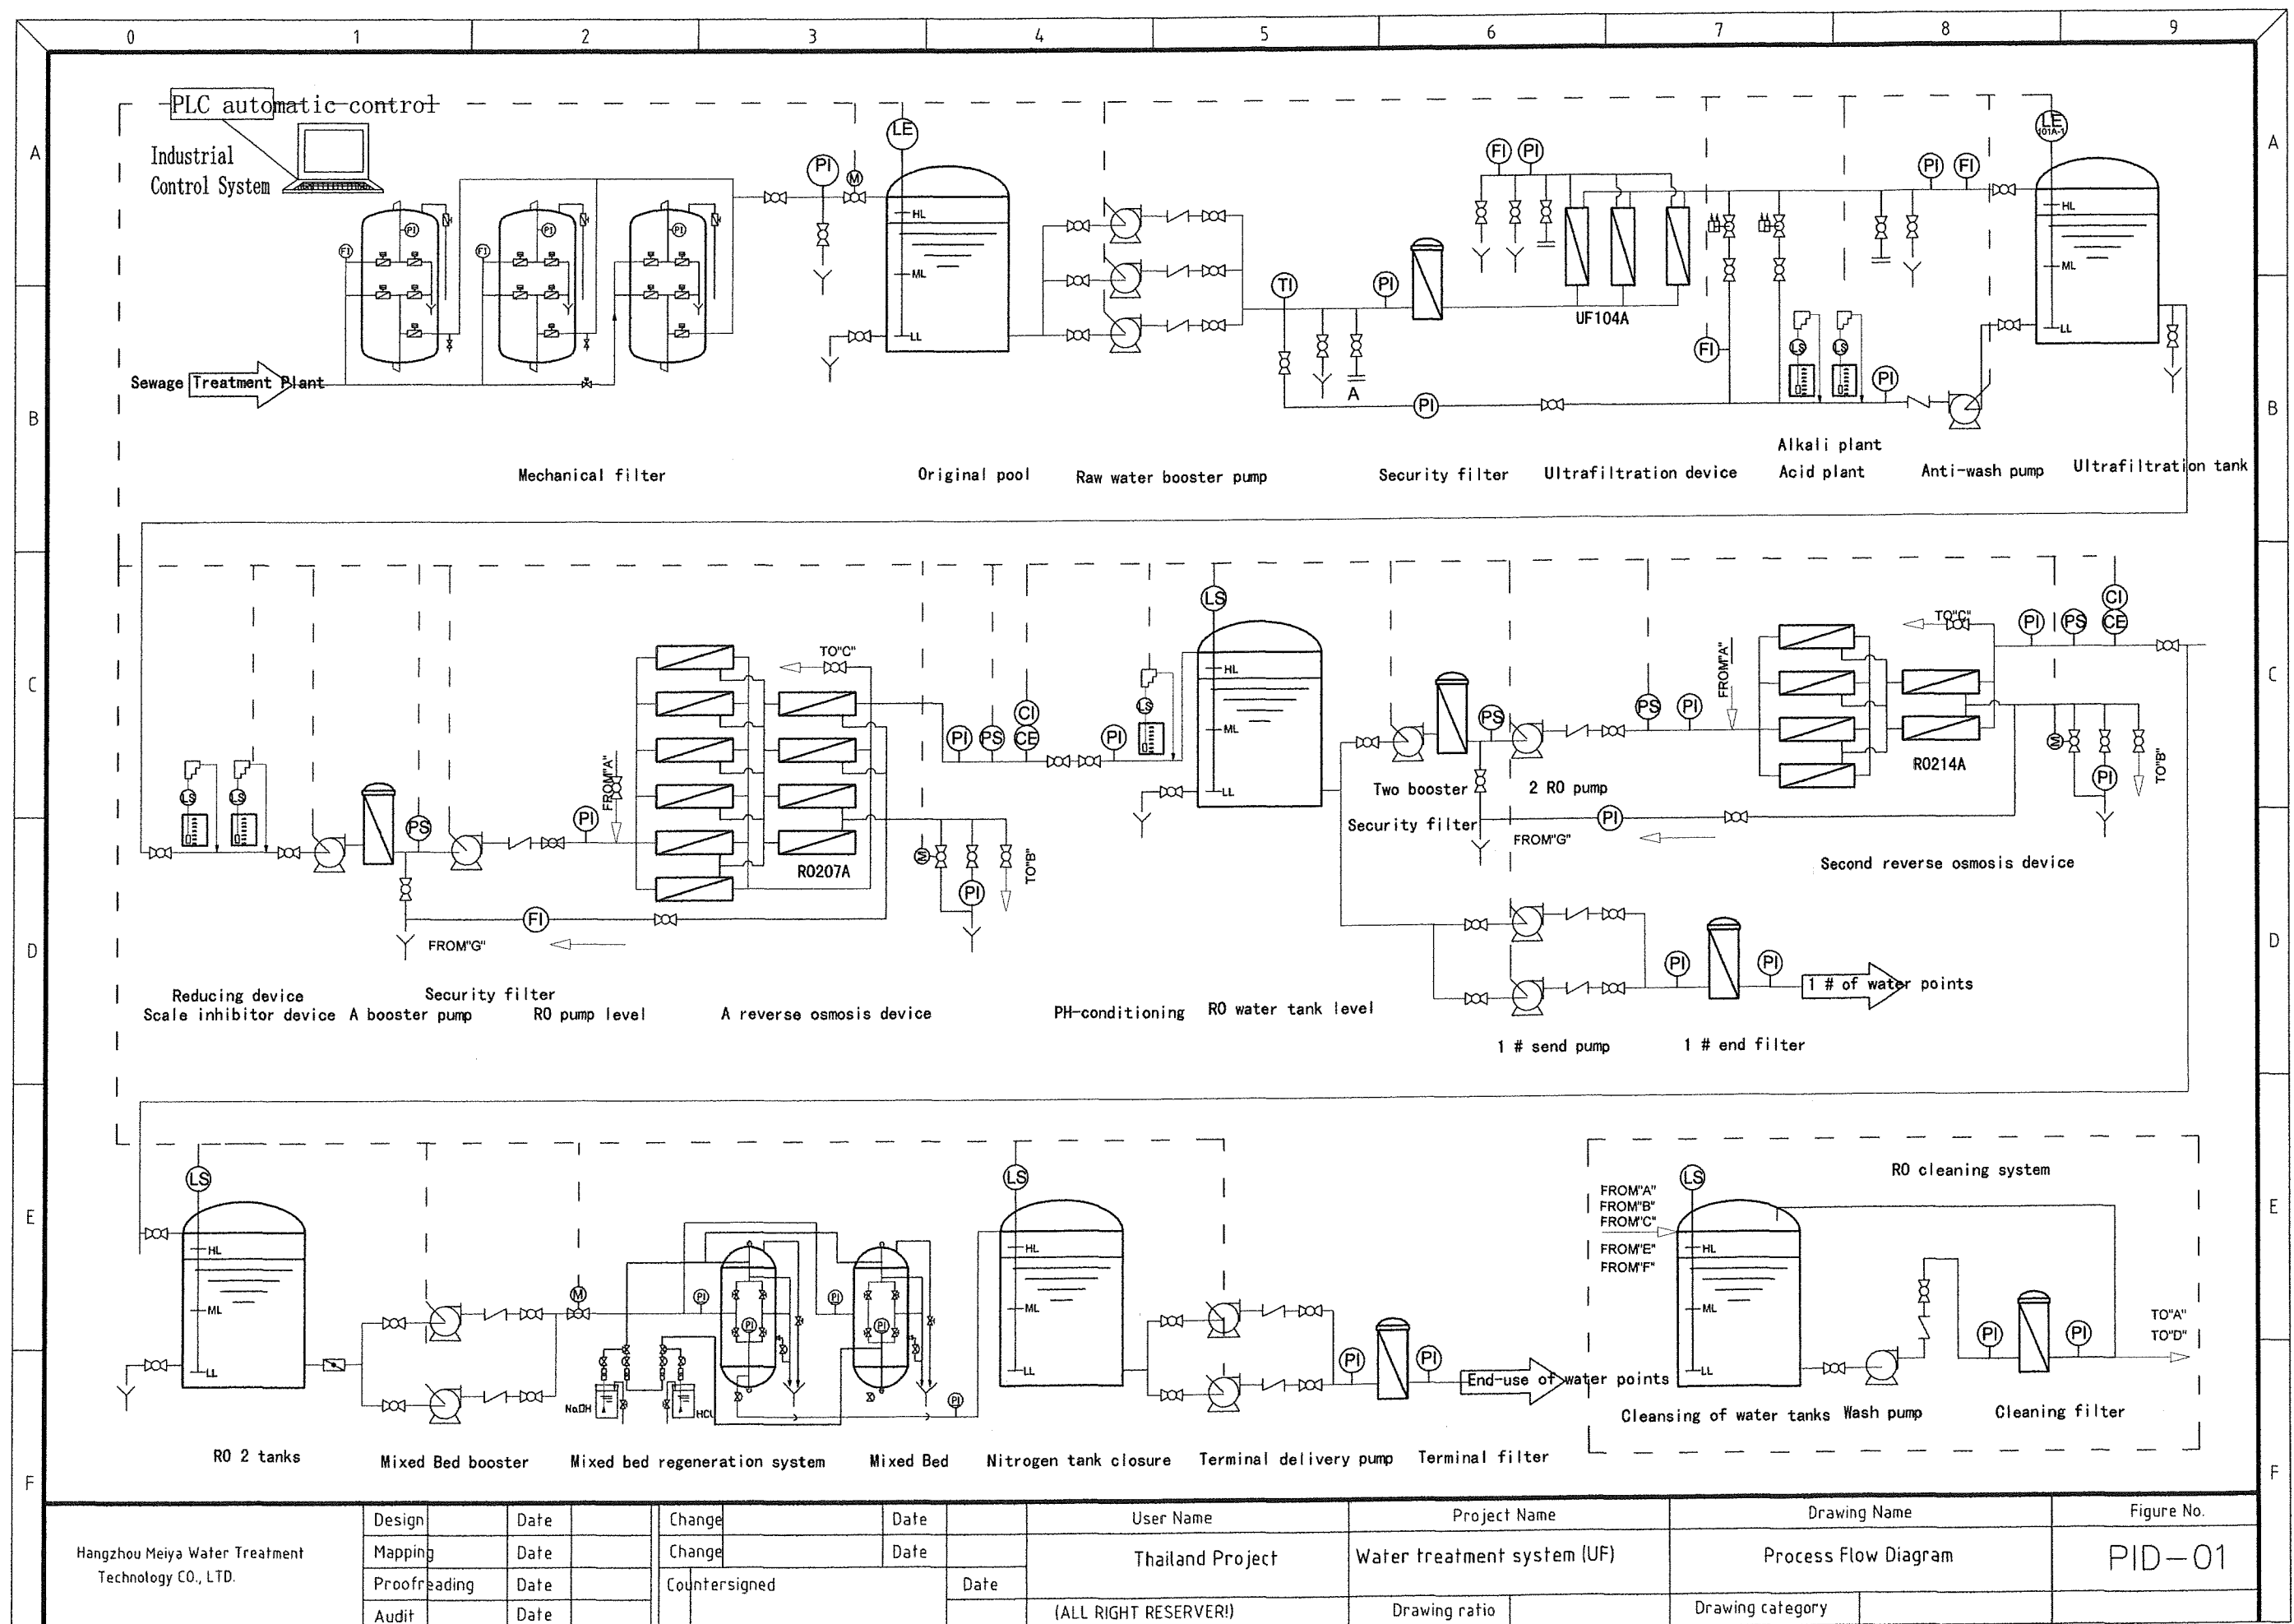 0 1 2 3 4 5 6 7 8 9
A A
B B
C C
D D
E E
F F
PLC automatic control
Industrial
Control System
LE
PI
M
LE
101A-1
FI PI
PI FI
HL
ML
LL
HL
ML
LL
PI
PI
PI
FI
FI
TI
PI
FI
LS
LS
PI
PI
A
UF104A
Sewage Treatment Plant
Alkali plant
Mechanical filter
Original pool
Raw water booster pump
Security filter
Ultrafiltration device
Acid plant
Anti-wash pump
Ultrafiltration tank
LS
LS
PS
PI
FROM"A"
TO"C"
RO207A
FI
FROM"G"
M
PI
TO"B"
PI
PS
CI
CE
PI
LS
LS
HL
ML
LL
PS
PS
PI
FROM"A"
TO"C"
RO214A
PI
PS
CI
CE
M
PI
TO"B"
Two booster
2 RO pump
Security filter
PI
FROM"G"
Second reverse osmosis device
PI
PI
1 # of water points
Reducing device
Scale inhibitor device
A booster pump
Security filter
RO pump level
A reverse osmosis device
PH-conditioning
RO water tank level
1 # send pump
1 # end filter
LS
HL
ML
LL
M
PI
PI
PI
PI
NaOH
HCL
PI
LS
HL
ML
LL
PI
PI
End-use of water points
RO cleaning system
FROM"A"
FROM"B"
FROM"C"
FROM"E"
FROM"F"
LS
HL
ML
LL
PI
PI
TO"A"
TO"D"
Cleansing of water tanks
Wash pump
Cleaning filter
RO 2 tanks
Mixed Bed booster
Mixed bed regeneration system
Mixed Bed
Nitrogen tank closure
Terminal delivery pump
Terminal filter
Hangzhou Meiya Water Treatment
Technology CO., LTD.
Design Date Change Date
Mapping Date Change Date
Proofreading Date Countersigned Date
Audit Date
User Name
Thailand Project
(ALL RIGHT RESERVER!)
Project Name
Water treatment system (UF)
Drawing ratio
Drawing Name
Process Flow Diagram
Drawing category
Figure No.
PID-01